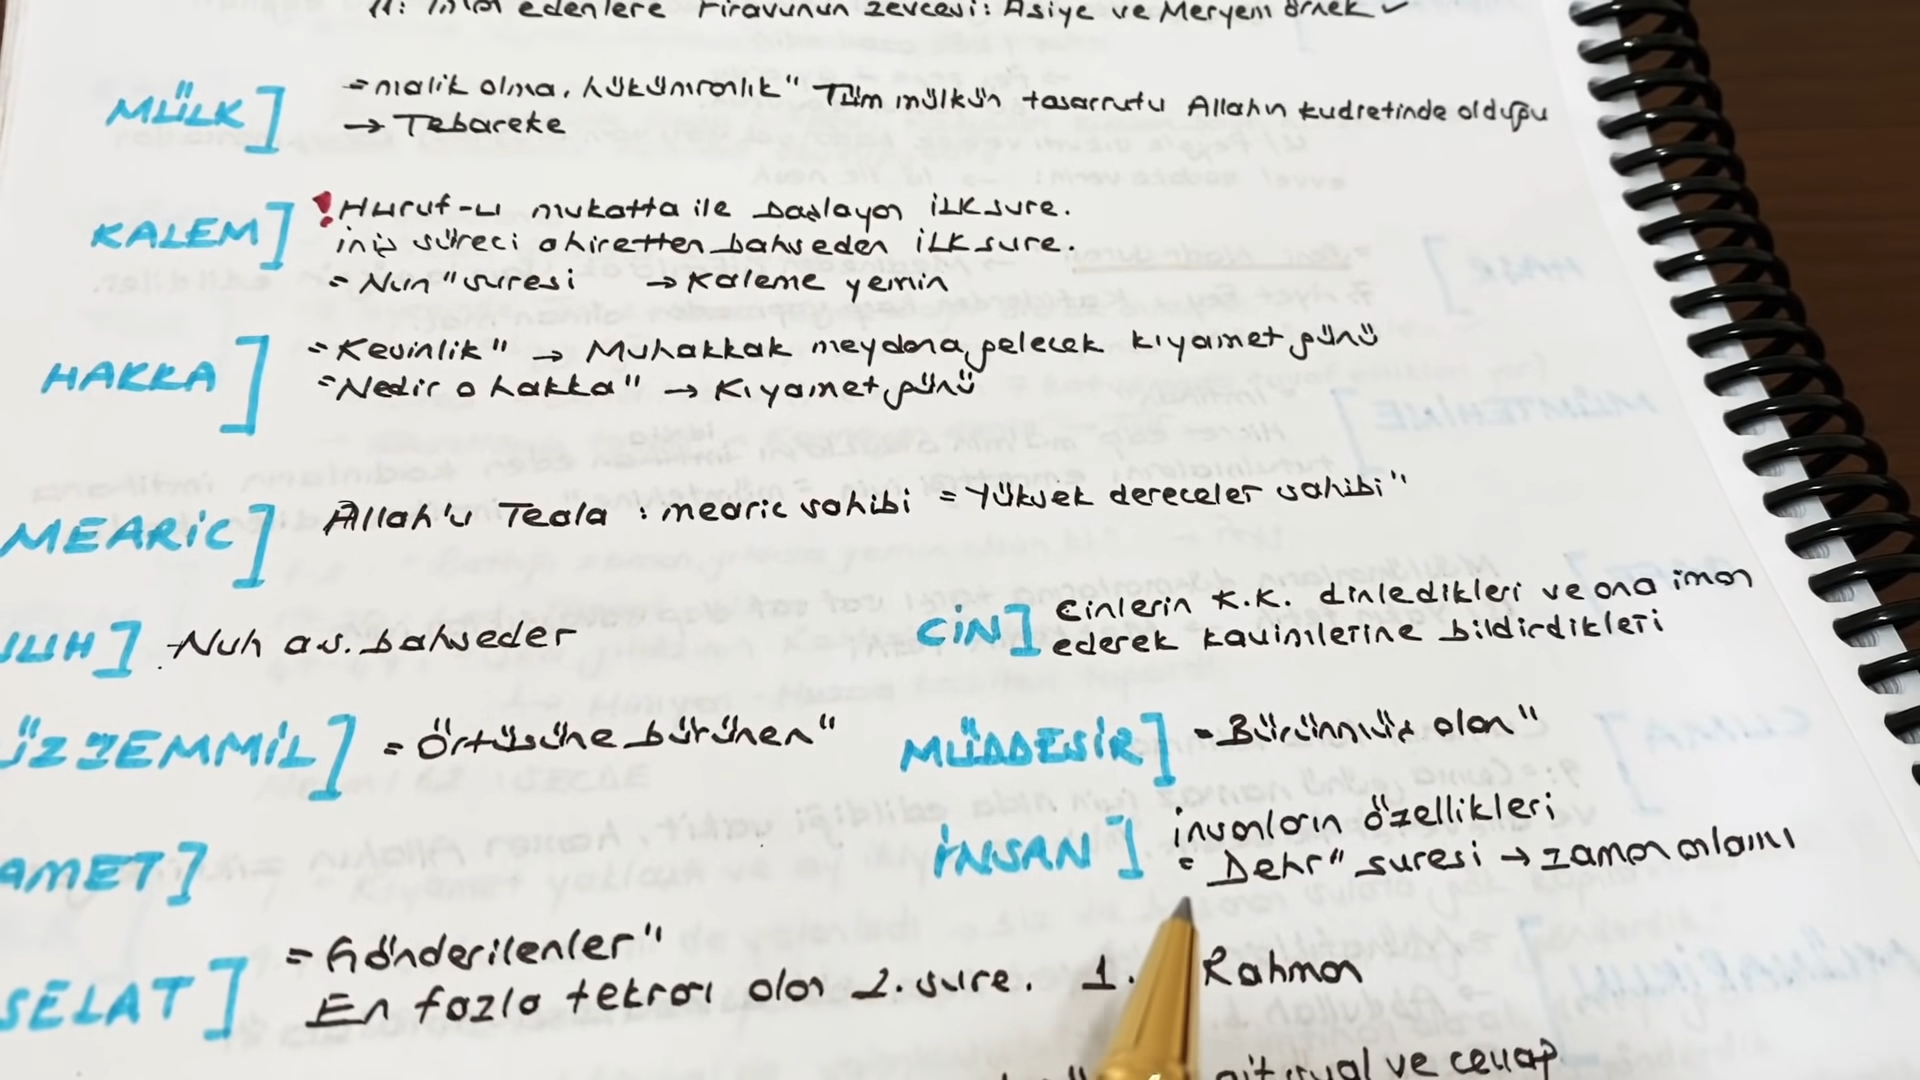 edenlere Firavunun zevcesi: Asiye ve Meryem örnek ✓
MÜLK] = malik olma, hükümranlık" Tüm mülkün tasarrufu Allahın kudretinde olduğu
→ Tebareke
KALEM] ! Huruf-u mukatta ile başlayan İLK sure.
iniş süreci ahiretten bahseden İLK sure.
= Nun" suresi → Kaleme yemin
HAKKA] "Kesinlik" → Muhakkak meydana gelecek kıyamet günü
"Nedir o hakka" → Kıyamet günü
MEARİC] Allah'u Teala : mearic sahibi = Yüksek dereceler sahibi"
UH] Nuh as. bahseder
CİN] Cinlerin K.K. dinledikleri ve ona iman
ederek kavimlerine bildirdikleri
ÜZZEMMİL] = Örtüsüne bürünen"
MÜDDESİR] = Bürünmüş olan"
AMET]
İNSAN] insanların özellikleri
= Dehr" suresi → zaman anlamı
SELAT] = Gönderilenler"
En fazla tekrar olan 2. sure. 1. Rahman
ve cevap